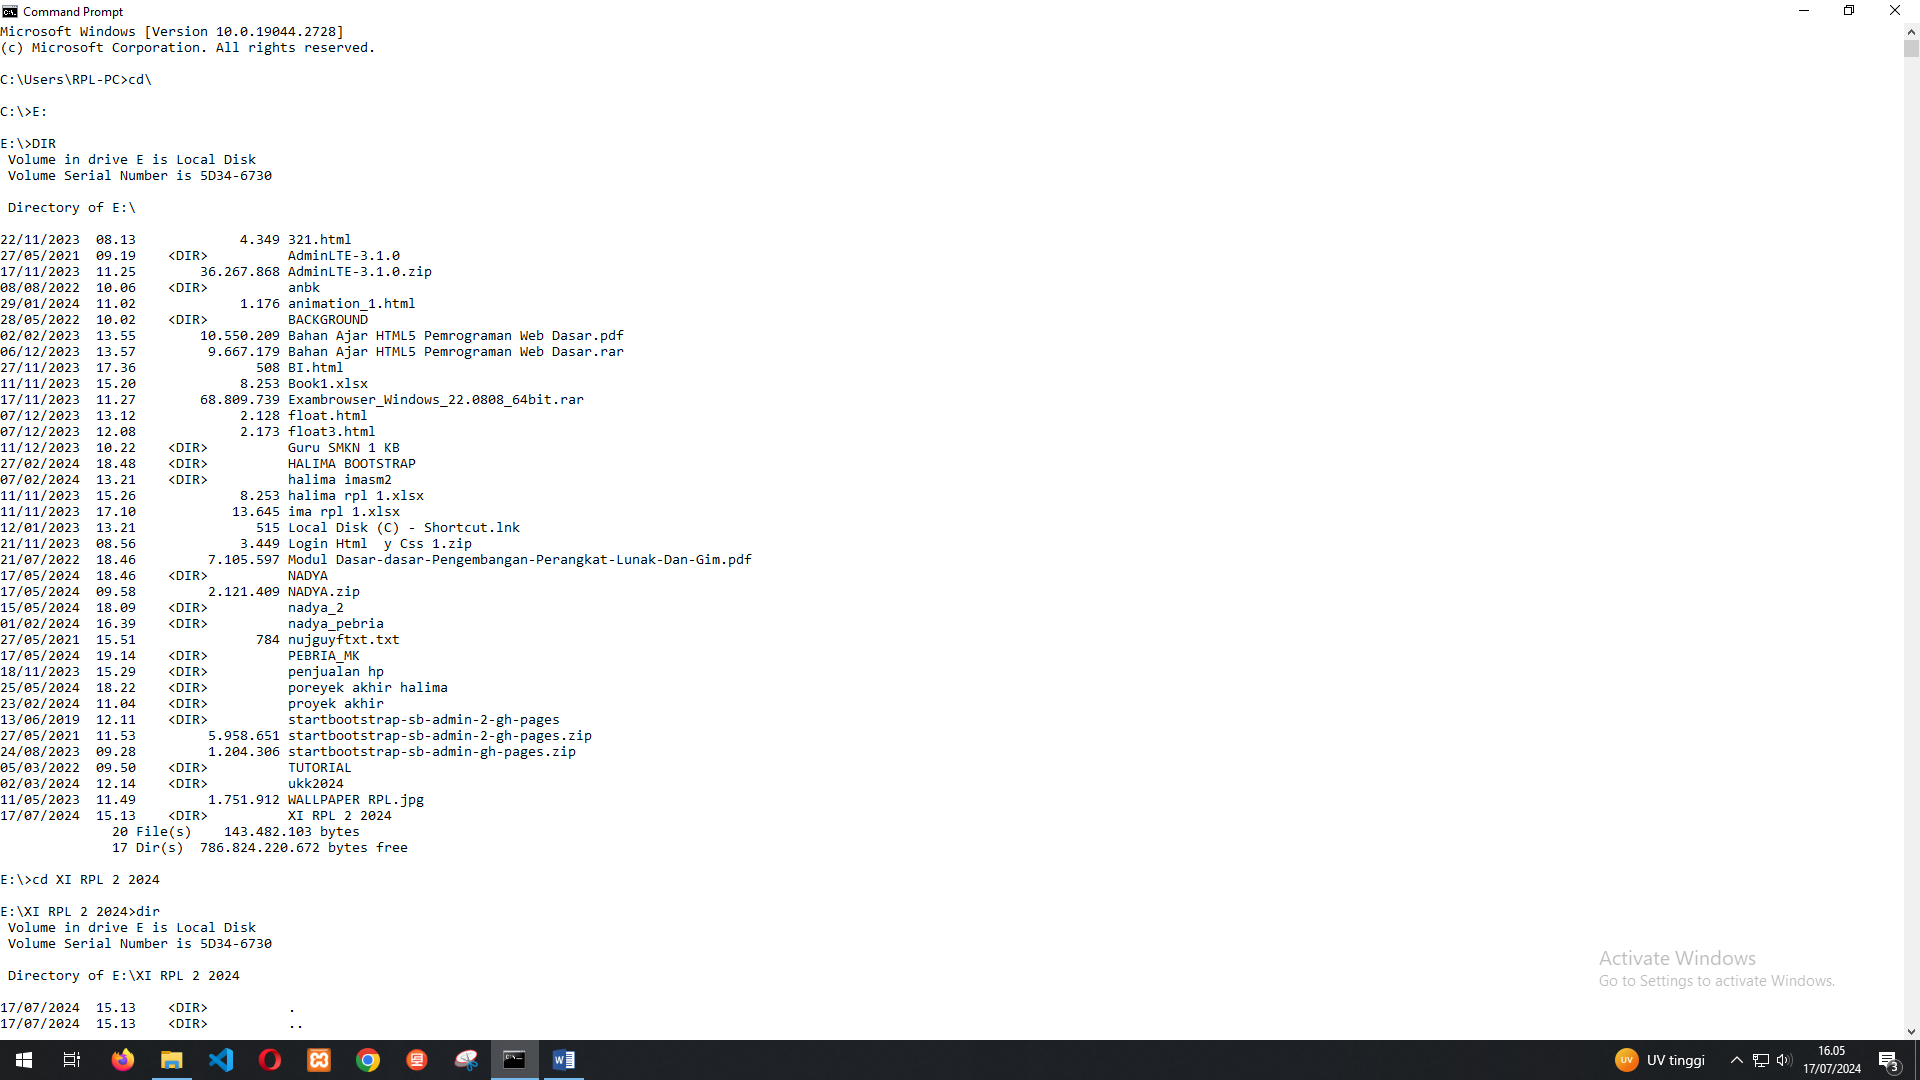 Command Prompt
Microsoft Windows [Version 10.0.19044.2728]
(c) Microsoft Corporation. All rights reserved.
C:\Users\RPL-PC>cd\
C:\>E:
E:\>DIR
Volume in drive E is Local Disk
Volume Serial Number is 5D34-6730
Directory of E:\
22/11/2023  08.13             4.349 321.html
27/05/2021  09.19    <DIR>          AdminLTE-3.1.0
17/11/2023  11.25        36.267.868 AdminLTE-3.1.0.zip
08/08/2022  10.06    <DIR>          anbk
29/01/2024  11.02             1.176 animation_1.html
28/05/2022  10.02    <DIR>          BACKGROUND
02/02/2023  13.55        10.550.209 Bahan Ajar HTML5 Pemrograman Web Dasar.pdf
06/12/2023  13.57         9.667.179 Bahan Ajar HTML5 Pemrograman Web Dasar.rar
27/11/2023  17.36               508 BI.html
11/11/2023  15.20             8.253 Book1.xlsx
17/11/2023  11.27        68.809.739 Exambrowser_Windows_22.0808_64bit.rar
07/12/2023  13.12             2.128 float.html
07/12/2023  12.08             2.173 float3.html
11/12/2023  10.22    <DIR>          Guru SMKN 1 KB
27/02/2024  18.48    <DIR>          HALIMA BOOTSTRAP
07/02/2024  13.21    <DIR>          halima imasm2
11/11/2023  15.26             8.253 halima rpl 1.xlsx
11/11/2023  17.10            13.645 ima rpl 1.xlsx
12/01/2023  13.21               515 Local Disk (C) - Shortcut.lnk
21/11/2023  08.56             3.449 Login Html  y Css 1.zip
21/07/2022  18.46         7.105.597 Modul Dasar-dasar-Pengembangan-Perangkat-Lunak-Dan-Gim.pdf
17/05/2024  18.46    <DIR>          NADYA
17/05/2024  09.58         2.121.409 NADYA.zip
15/05/2024  18.09    <DIR>          nadya_2
01/02/2024  16.39    <DIR>          nadya_pebria
27/05/2021  15.51               784 nujguyftxt.txt
17/05/2024  19.14    <DIR>          PEBRIA_MK
18/11/2023  15.29    <DIR>          penjualan hp
25/05/2024  18.22    <DIR>          poreyek akhir halima
23/02/2024  11.04    <DIR>          proyek akhir
13/06/2019  12.11    <DIR>          startbootstrap-sb-admin-2-gh-pages
27/05/2021  11.53         5.958.651 startbootstrap-sb-admin-2-gh-pages.zip
24/08/2023  09.28         1.204.306 startbootstrap-sb-admin-gh-pages.zip
05/03/2022  09.50    <DIR>          TUTORIAL
02/03/2024  12.14    <DIR>          ukk2024
11/05/2023  11.49         1.751.912 WALLPAPER RPL.jpg
17/07/2024  15.13    <DIR>          XI RPL 2 2024
20 File(s)    143.482.103 bytes
17 Dir(s)  786.824.220.672 bytes free
E:\>cd XI RPL 2 2024
E:\XI RPL 2 2024>dir
Volume in drive E is Local Disk
Volume Serial Number is 5D34-6730
Directory of E:\XI RPL 2 2024
17/07/2024  15.13    <DIR>          .
17/07/2024  15.13    <DIR>          ..
Activate Windows
Go to Settings to activate Windows.
UV
UV tinggi
16.05
17/07/2024
3